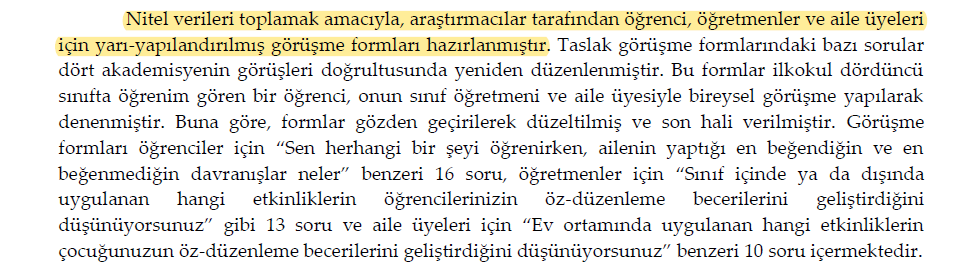 Nitel verileri toplamak amacıyla, araştırmacılar tarafından öğrenci, öğretmenler ve aile üyeleri
için yarı-yapılandırılmış görüşme formları hazırlanmıştır. Taslak görüşme formlarındaki bazı sorular
dört akademisyenin görüşleri doğrultusunda yeniden düzenlenmiştir. Bu formlar ilkokul dördüncü
sınıfta öğrenim gören bir öğrenci, onun sınıf öğretmeni ve aile üyesiyle bireysel görüşme yapılarak
denenmiştir. Buna göre, formlar gözden geçirilerek düzeltilmiş ve son hali verilmiştir. Görüşme
formları öğrenciler için “Sen herhangi bir şeyi öğrenirken, ailenin yaptığı en beğendiğin ve en
beğenmediğin davranışlar neler” benzeri 16 soru, öğretmenler için “Sınıf içinde ya da dışında
uygulanan hangi etkinliklerin öğrencilerinizin öz-düzenleme becerilerini geliştirdiğini
düşünüyorsunuz” gibi 13 soru ve aile üyeleri için “Ev ortamında uygulanan hangi etkinliklerin
çocuğunuzun öz-düzenleme becerilerini geliştirdiğini düşünüyorsunuz” benzeri 10 soru içermektedir.